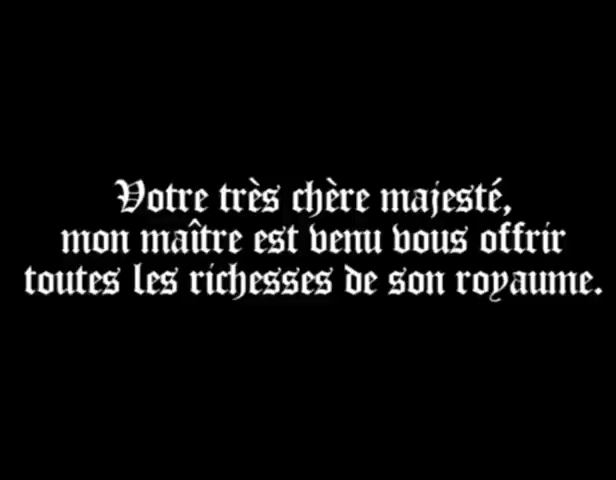 Votre très chère majesté,
mon maître est venu vous offrir
toutes les richesses de son royaume.